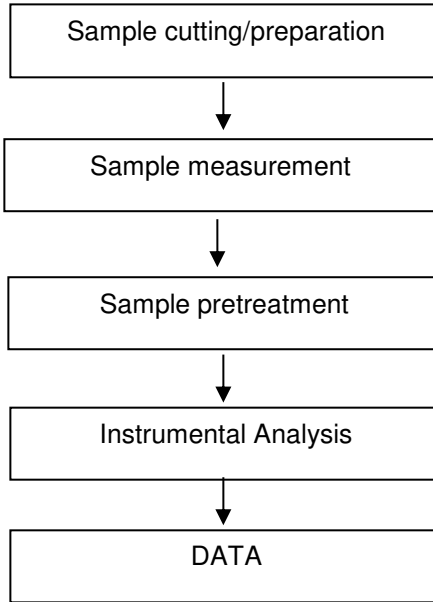 Sample cutting/preparation
Sample measurement
Sample pretreatment
Instrumental Analysis
DATA